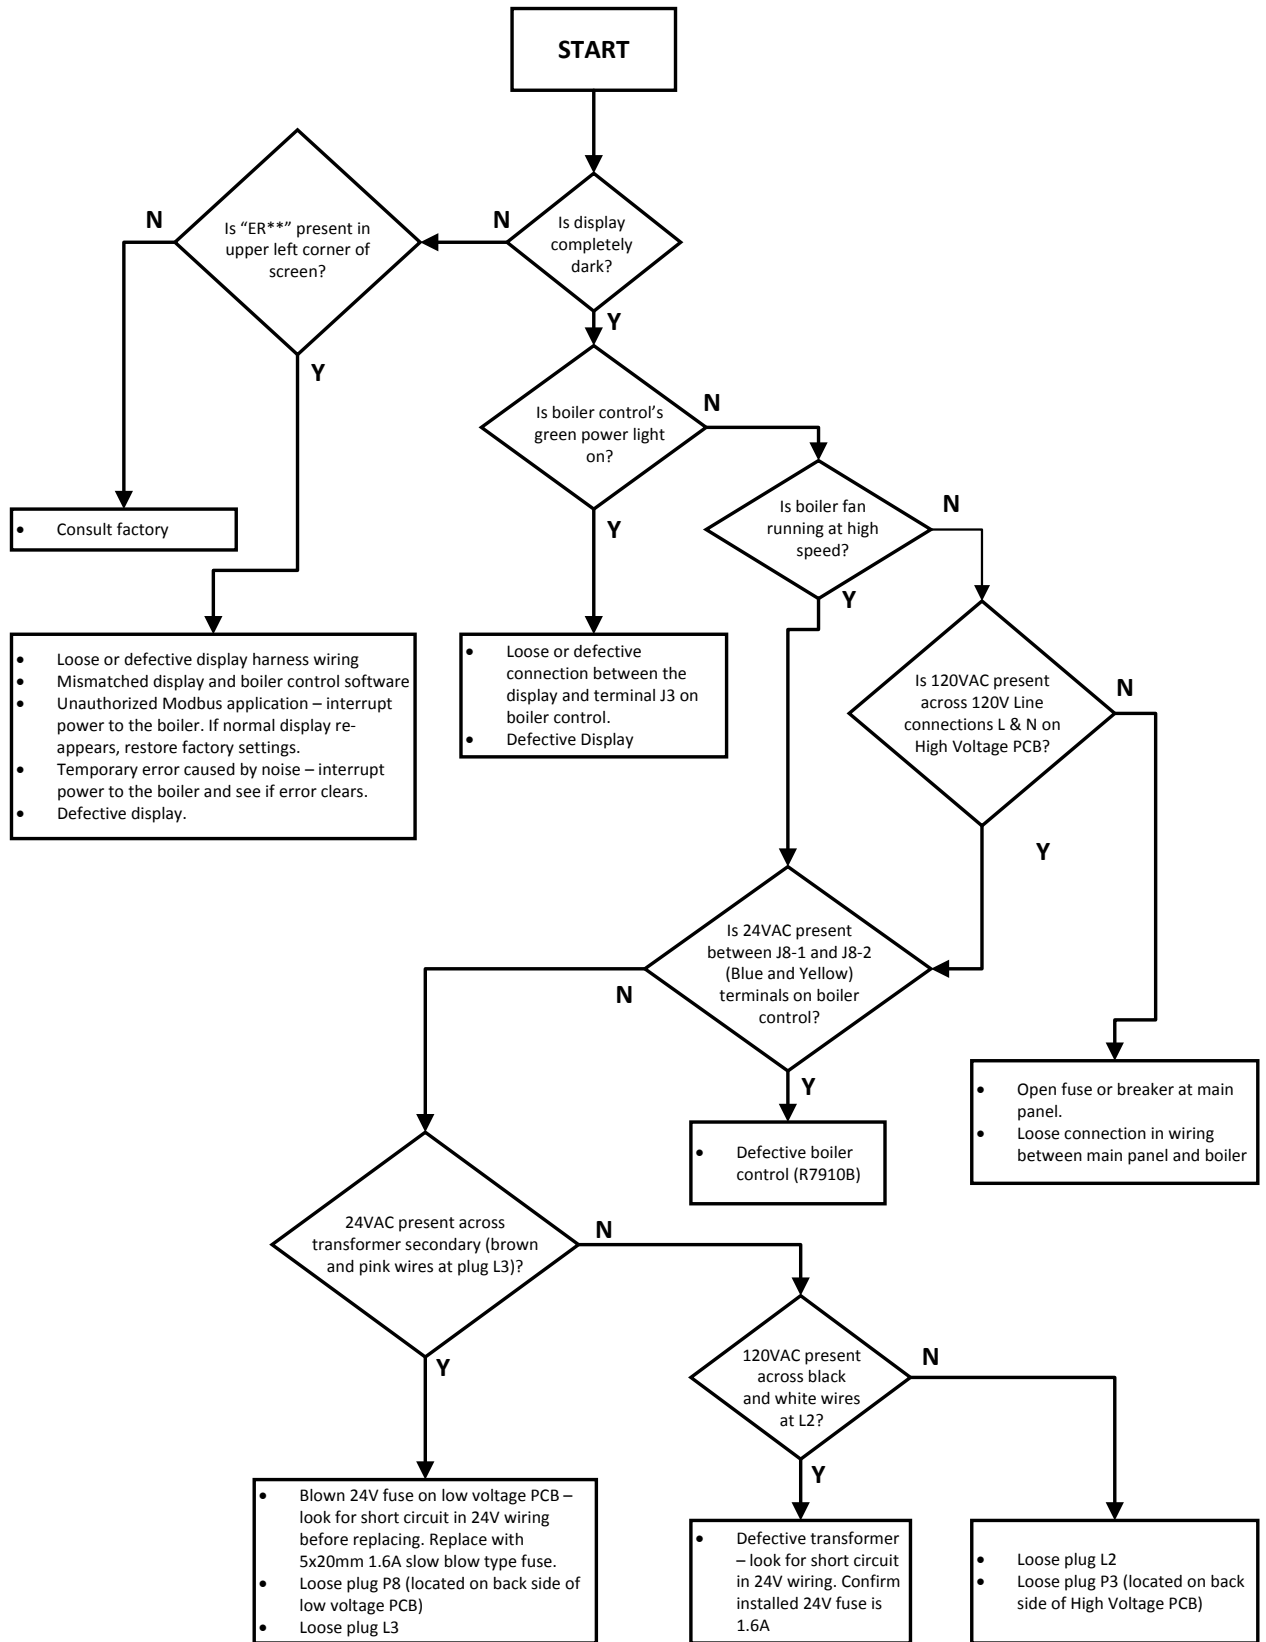 START
Is display
completely
dark?
N
Y
Is “ER**” present in
upper left corner of
screen?
N
Y
• Consult factory
• Loose or defective display harness wiring
• Mismatched display and boiler control software
• Unauthorized Modbus application – interrupt
power to the boiler. If normal display re-
appears, restore factory settings.
• Temporary error caused by noise – interrupt
power to the boiler and see if error clears.
• Defective display.
Is boiler control’s
green power light
on?
N
Y
• Loose or defective
connection between the
display and terminal J3 on
boiler control.
• Defective Display
Is boiler fan
running at high
speed?
N
Y
Is 120VAC present
across 120V Line
connections L & N on
High Voltage PCB?
N
Y
• Open fuse or breaker at main
panel.
• Loose connection in wiring
between main panel and boiler
Is 24VAC present
between J8-1 and J8-2
(Blue and Yellow)
terminals on boiler
control?
N
Y
• Defective boiler
control (R7910B)
24VAC present across
transformer secondary (brown
and pink wires at plug L3)?
N
Y
• Blown 24V fuse on low voltage PCB –
look for short circuit in 24V wiring
before replacing. Replace with
5x20mm 1.6A slow blow type fuse.
• Loose plug P8 (located on back side of
low voltage PCB)
• Loose plug L3
120VAC present
across black
and white wires
at L2?
N
Y
• Defective transformer
– look for short circuit
in 24V wiring. Confirm
installed 24V fuse is
1.6A
• Loose plug L2
• Loose plug P3 (located on back
side of High Voltage PCB)